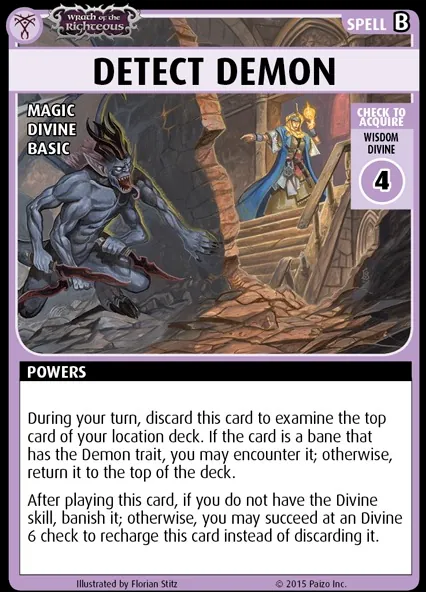 Wrath of the
Righteous
SPELL B
DETECT DEMON
MAGIC
DIVINE
BASIC
CHECK TO
ACQUIRE
WISDOM
DIVINE
4
POWERS
During your turn, discard this card to examine the top
card of your location deck. If the card is a bane that
has the Demon trait, you may encounter it; otherwise,
return it to the top of the deck.
After playing this card, if you do not have the Divine
skill, banish it; otherwise, you may succeed at an Divine
6 check to recharge this card instead of discarding it.
Illustrated by Florian Stitz
© 2015 Paizo Inc.